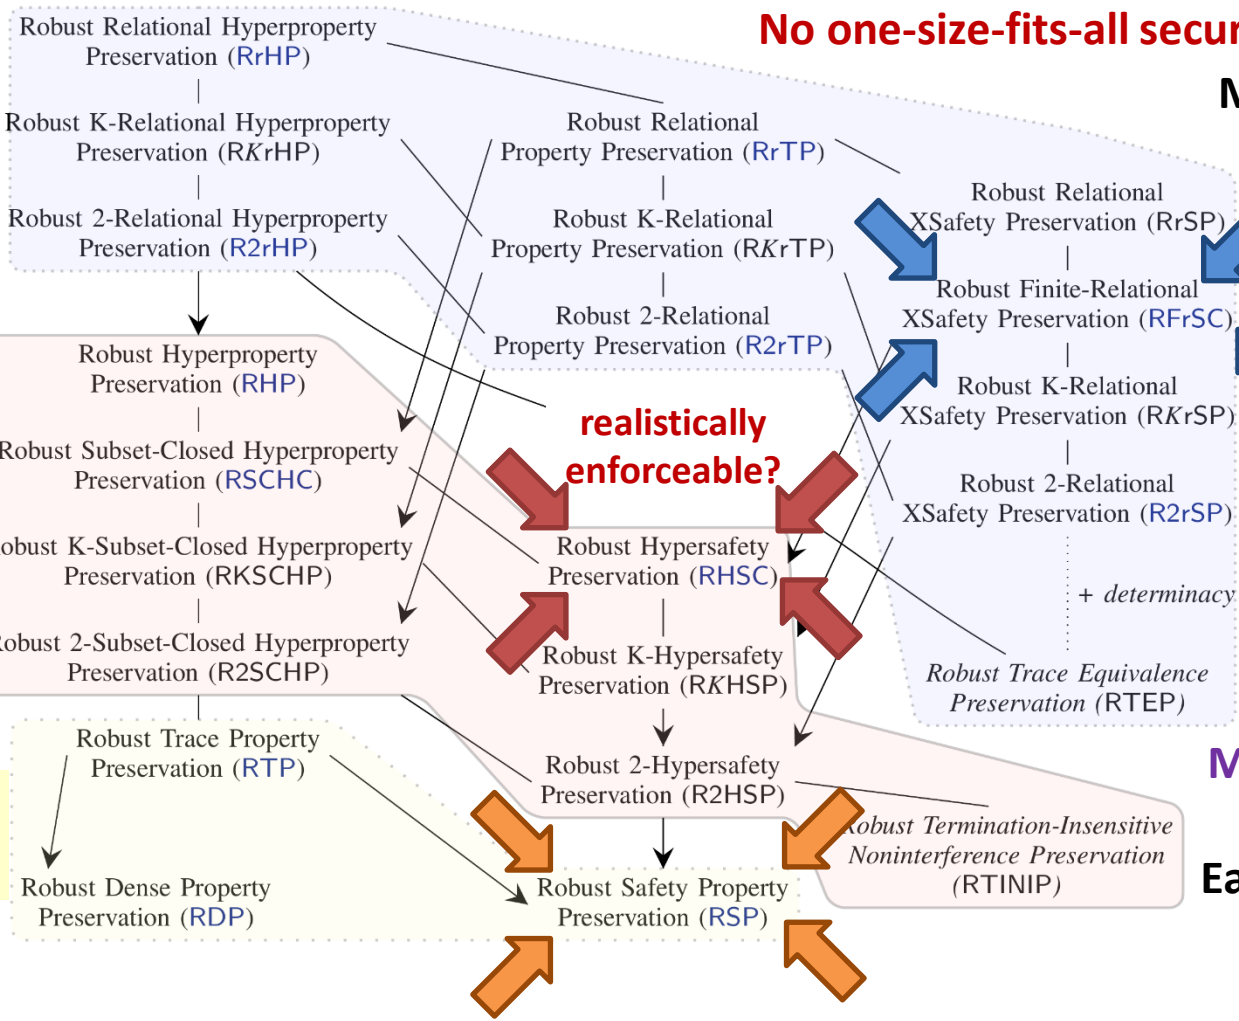 No one-size-fits-all secur
M
Robust Relational Hyperproperty
Preservation (RrHP)
Robust K-Relational Hyperproperty
Preservation (RKrHP)
Robust 2-Relational Hyperproperty
Preservation (R2rHP)
Robust Relational
Property Preservation (RrTP)
Robust K-Relational
Property Preservation (RKrTP)
Robust 2-Relational
Property Preservation (R2rTP)
Robust Relational
XSafety Preservation (RrSP)
Robust Finite-Relational
XSafety Preservation (RFrSC)
Robust K-Relational
XSafety Preservation (RKrSP)
Robust 2-Relational
XSafety Preservation (R2rSP)
+ determinacy
Robust Trace Equivalence
Preservation (RTEP)
Robust Hyperproperty
Preservation (RHP)
Robust Subset-Closed Hyperproperty
Preservation (RSCHC)
obust K-Subset-Closed Hyperproperty
Preservation (RKSCHP)
obust 2-Subset-Closed Hyperproperty
Preservation (R2SCHP)
realistically
enforceable?
Robust Hypersafety
Preservation (RHSC)
Robust K-Hypersafety
Preservation (RKHSP)
Robust 2-Hypersafety
Preservation (R2HSP)
Robust Trace Property
Preservation (RTP)
Robust Dense Property
Preservation (RDP)
Robust Safety Property
Preservation (RSP)
Robust Termination-Insensitive
Noninterference Preservation
(RTINIP)
M
Ea